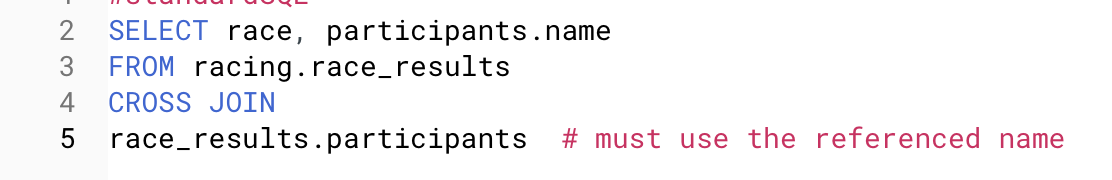 #standardSQL
2 SELECT race, participants.name
3 FROM racing.race_results
4 CROSS JOIN
5 race_results.participants # must use the referenced name